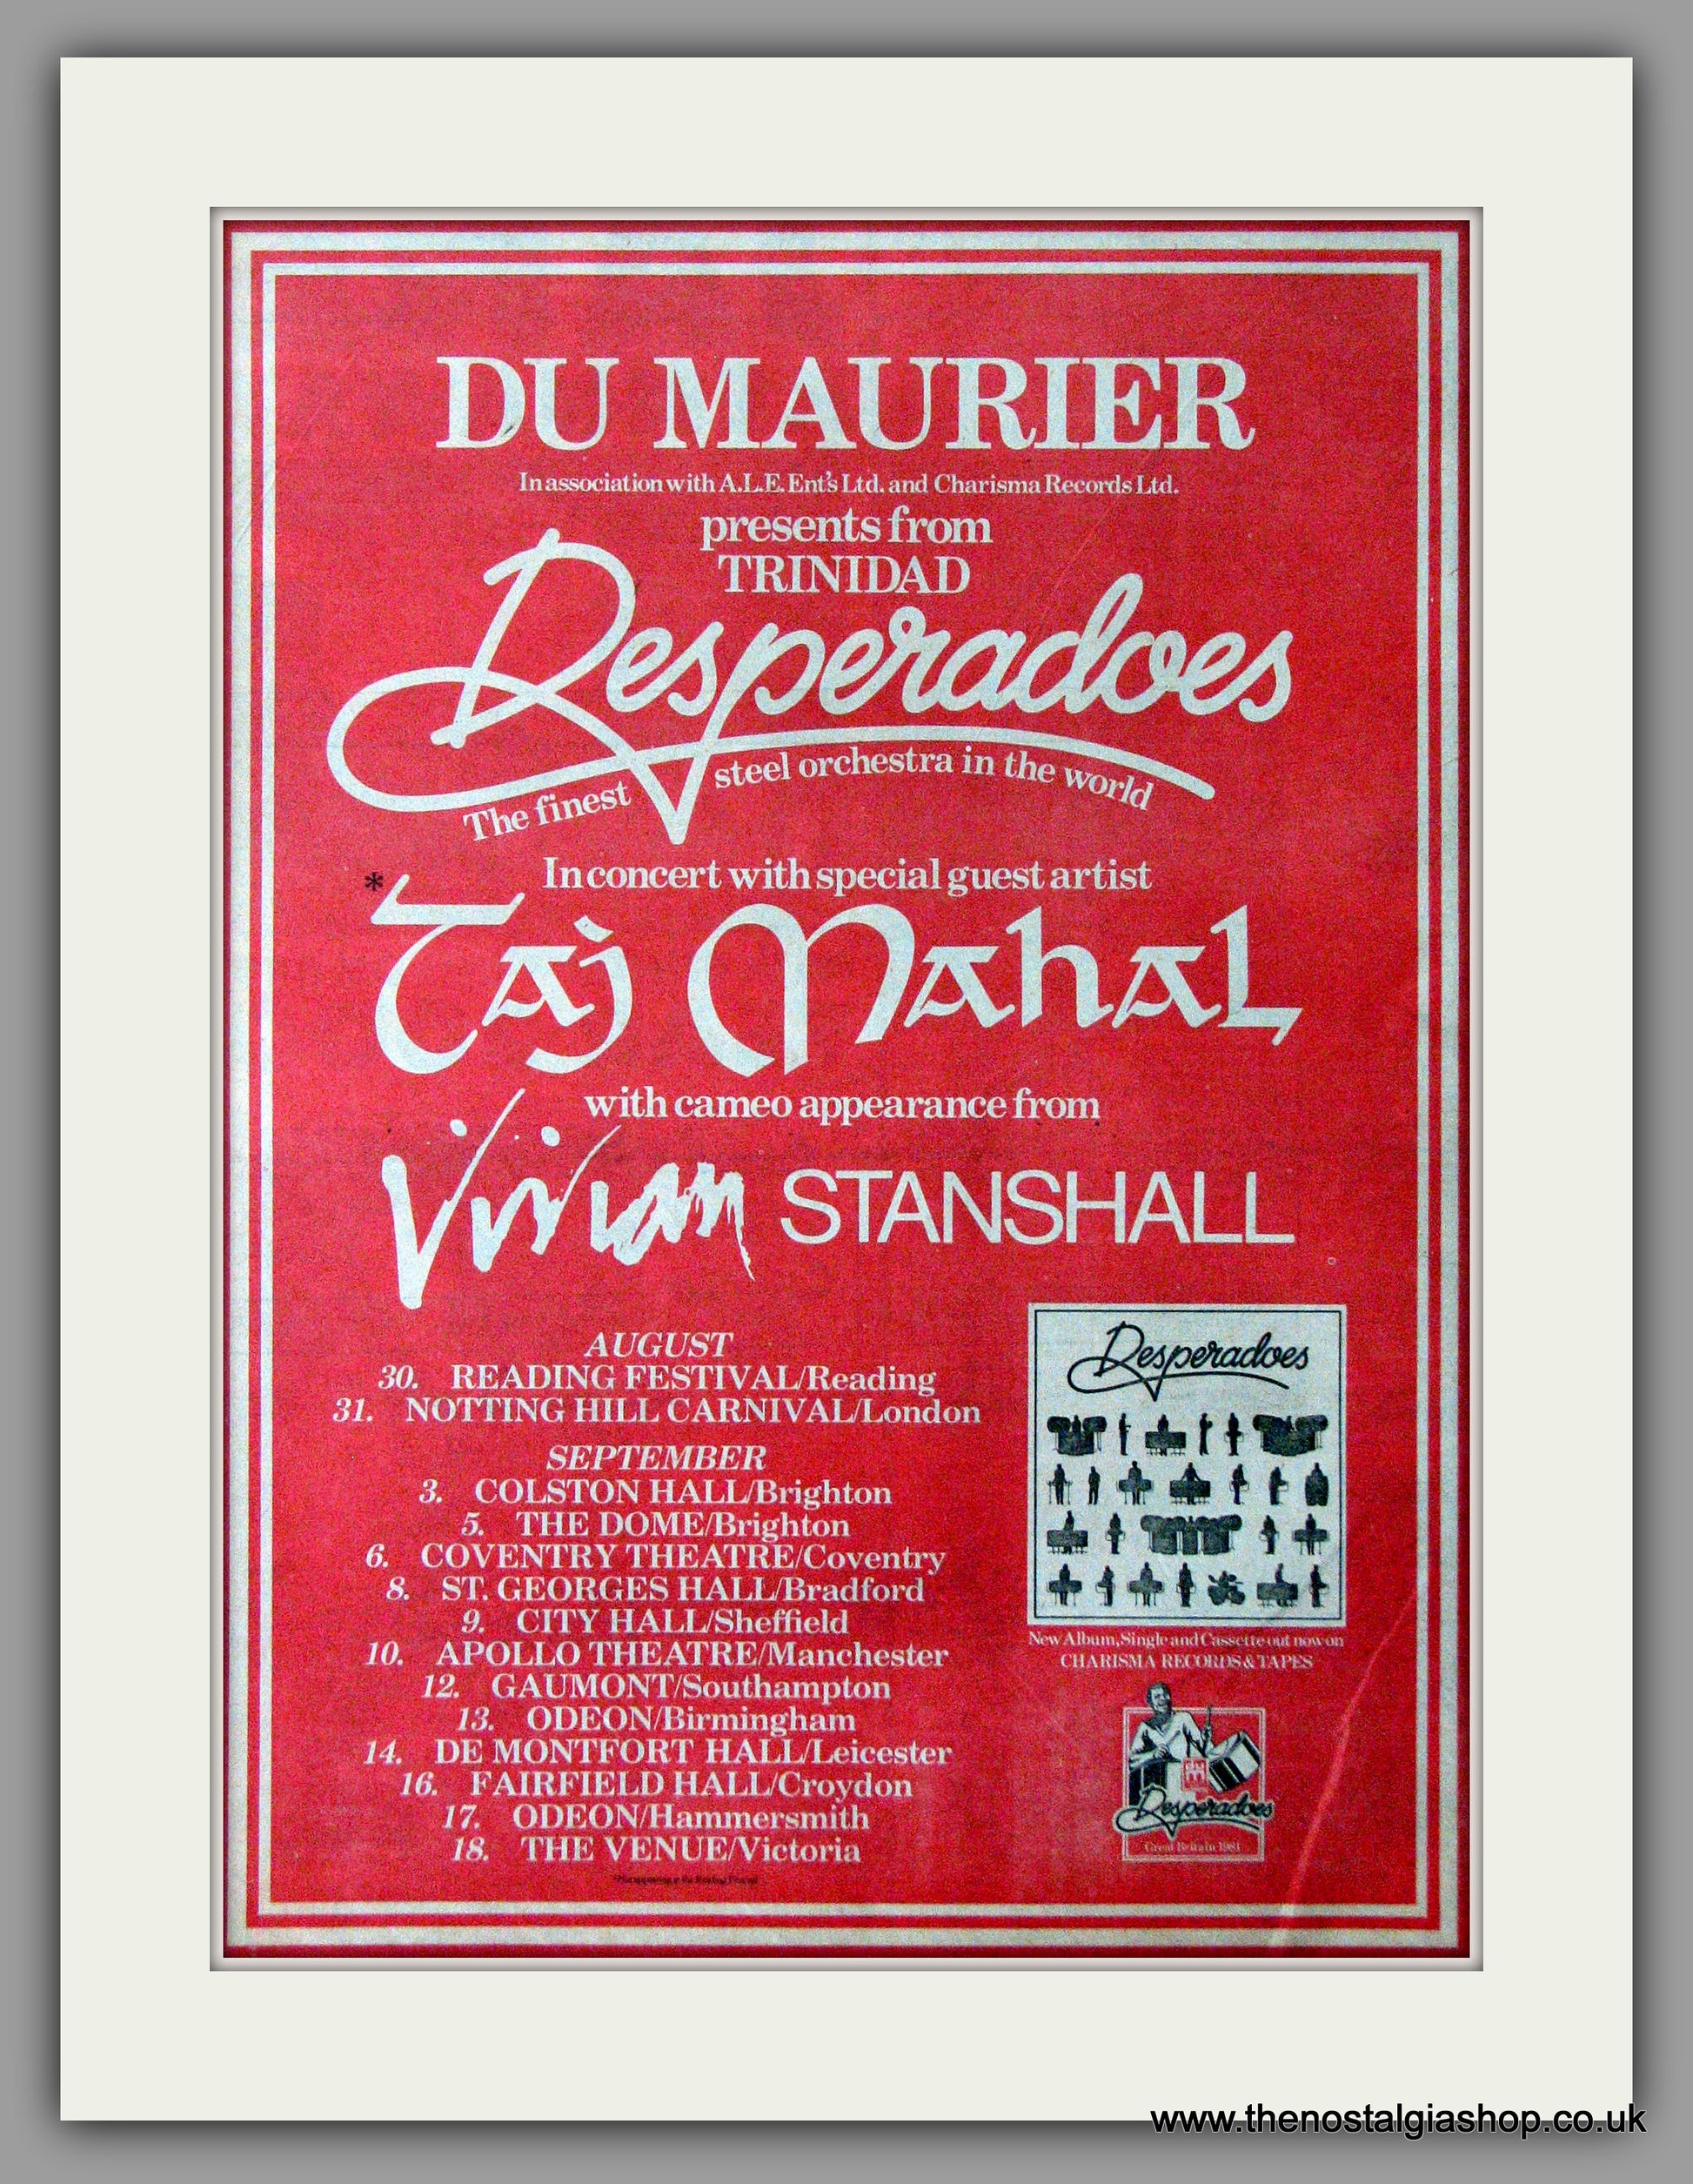 DU MAURIER
In association with A.L.E. Ent's Ltd. and Charisma Records Ltd.
presents from
TRINIDAD
Desperadoes
The finest steel orchestra in the world
In concert with special guest artist
*Taj Mahal
with cameo appearance from
Vivian STANSHALL
AUGUST
30. READING FESTIVAL/Reading
31. NOTTING HILL CARNIVAL/London
SEPTEMBER
3. COLSTON HALL/Brighton
5. THE DOME/Brighton
6. COVENTRY THEATRE/Coventry
8. ST. GEORGES HALL/Bradford
9. CITY HALL/Sheffield
10. APOLLO THEATRE/Manchester
12. GAUMONT/Southampton
13. ODEON/Birmingham
14. DE MONTFORT HALL/Leicester
16. FAIRFIELD HALL/Croydon
17. ODEON/Hammersmith
18. THE VENUE/Victoria
*Not appearing at the Reading Festival
Desperadoes
New Album, Single and Cassette out now on
CHARISMA RECORDS & TAPES
Desperadoes
Great Britain 1981
www.thenostalgiashop.co.uk